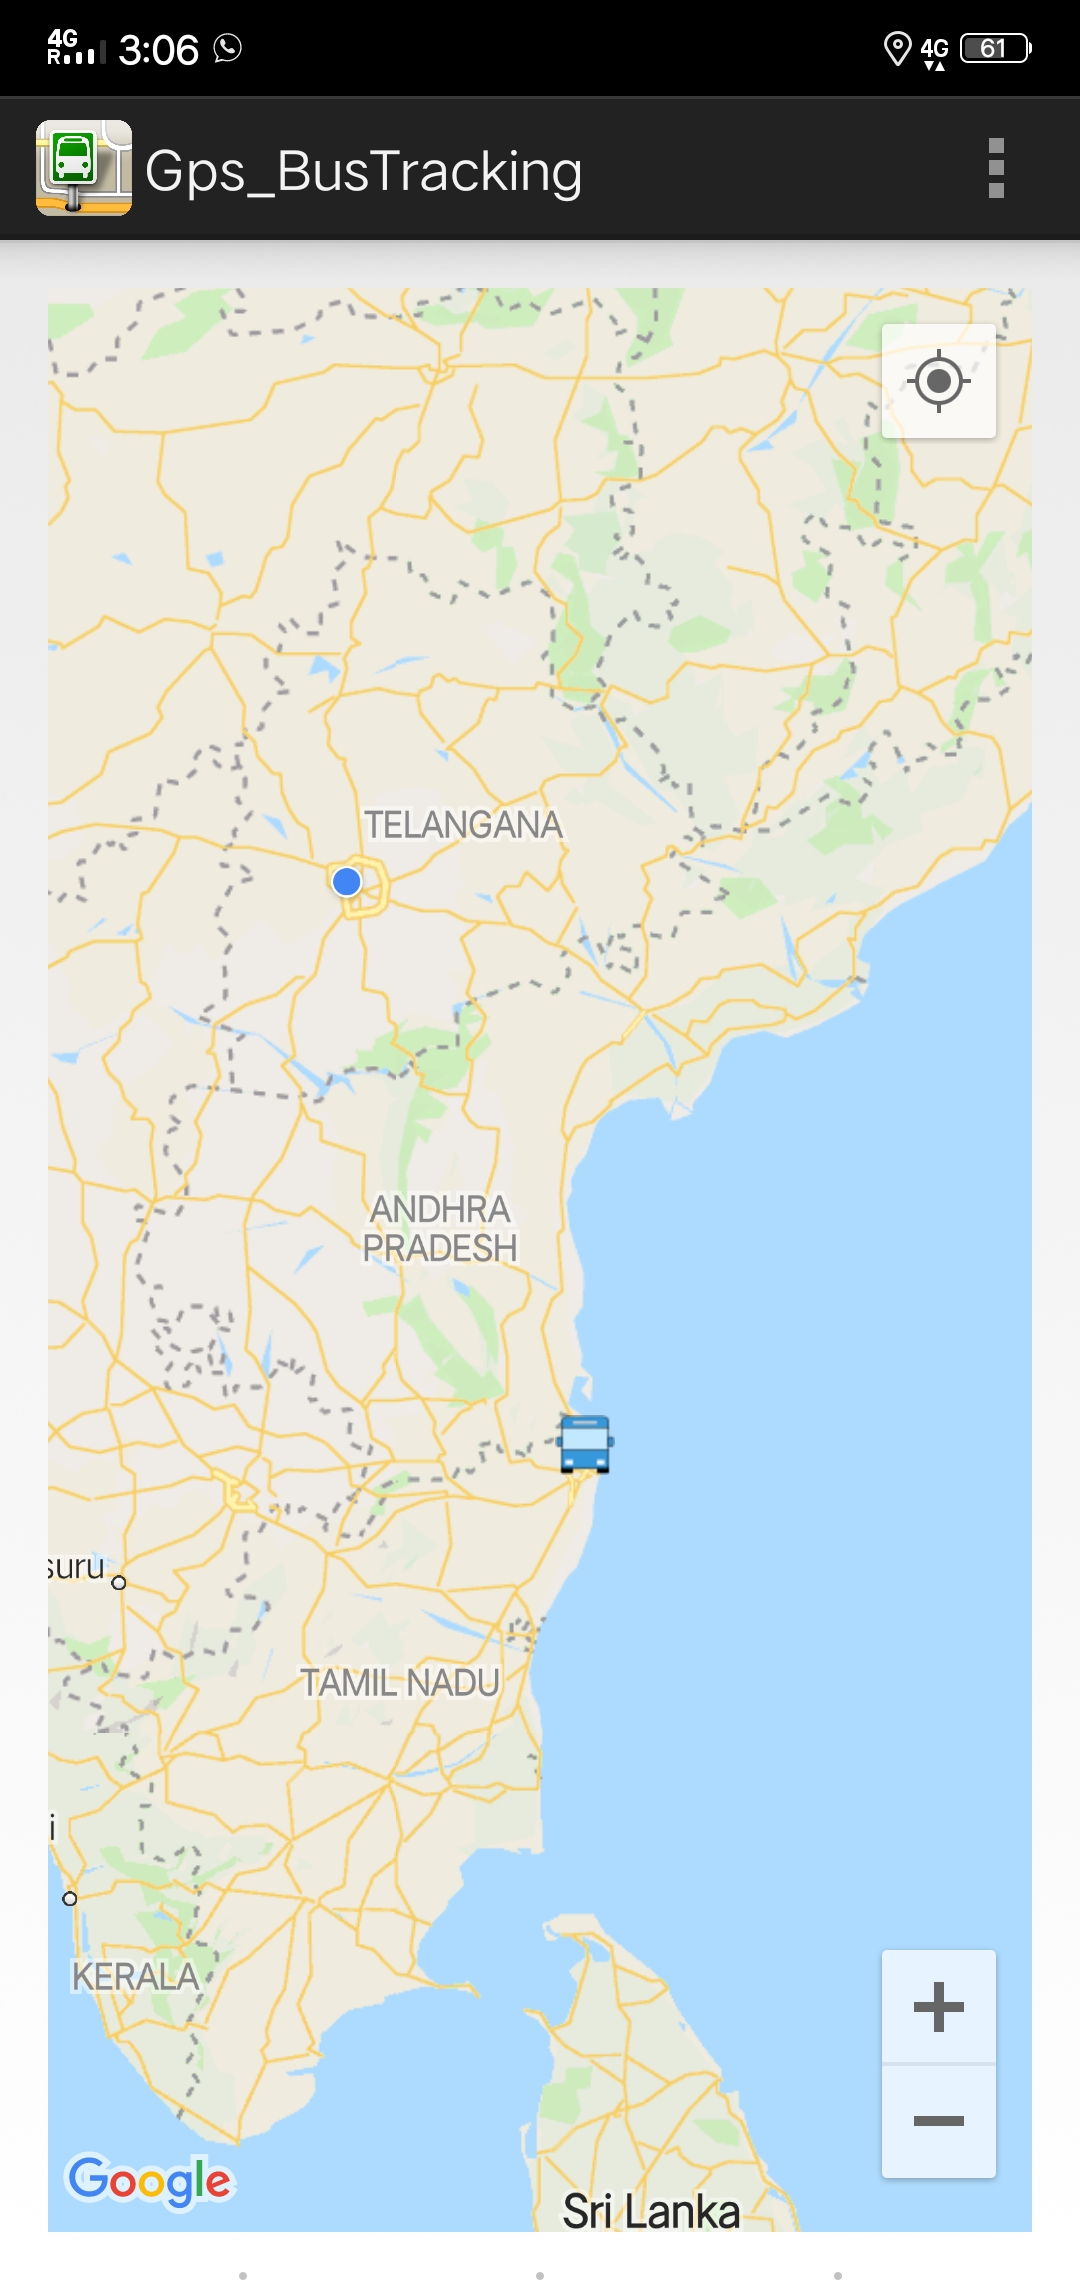 4G
R
3:06
4G
61
Gps_BusTracking
TELANGANA
ANDHRA
PRADESH
suru
TAMIL NADU
i
KERALA
Google
Sri Lanka